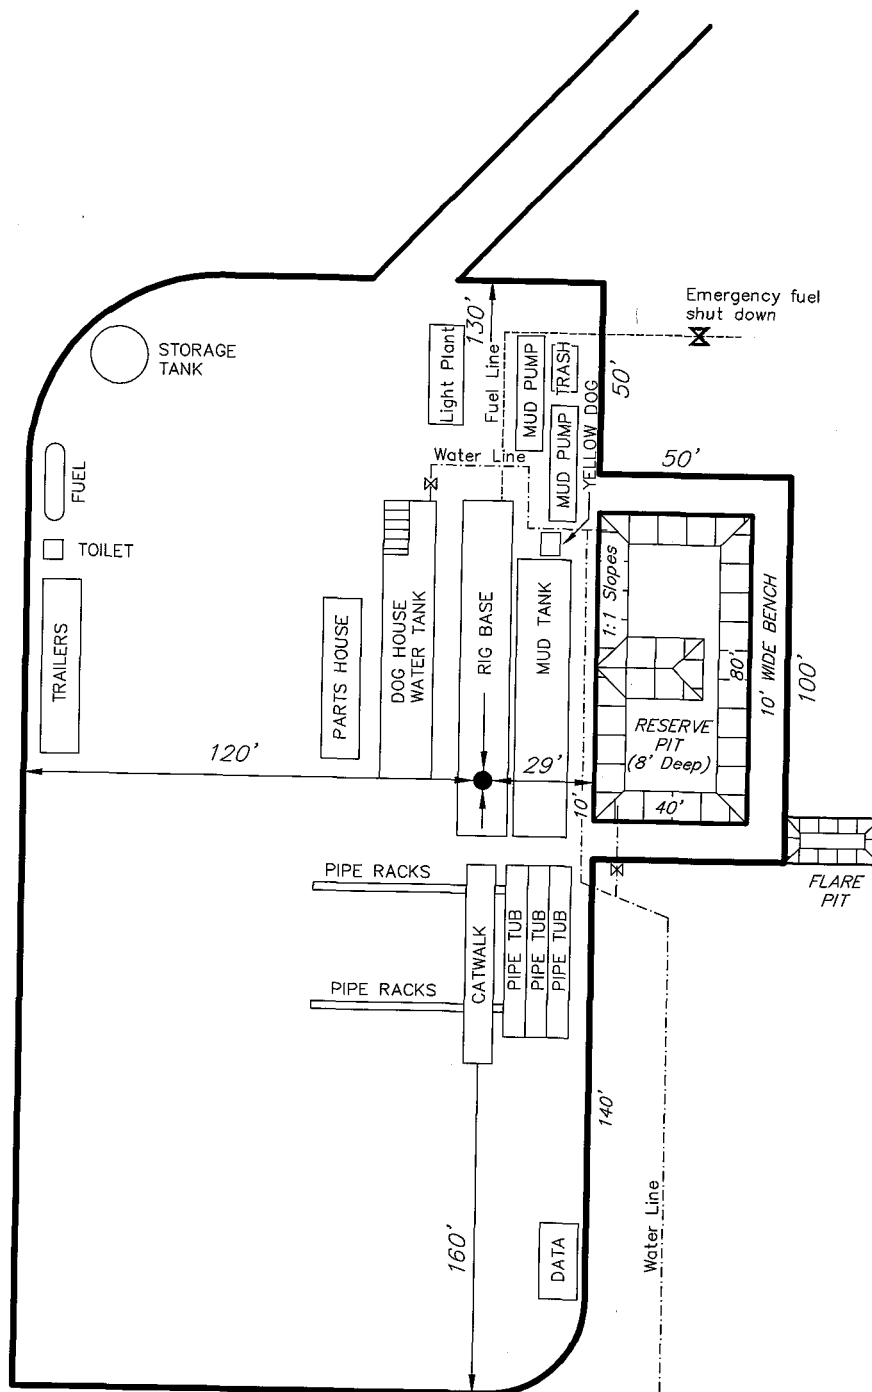 Emergency fuel
shut down
130'
STORAGE
TANK
Light Plant
Fuel Line
MUD PUMP
TRASH
50'
MUD PUMP
YELLOW DOG
Water Line
50'
FUEL
TOILET
TRAILERS
PARTS HOUSE
DOG HOUSE
WATER TANK
RIG BASE
MUD TANK
1:1 Slopes
80'
10' WIDE BENCH
100'
RESERVE
PIT
(8' Deep)
120'
29'
10'
40'
FLARE
PIT
PIPE RACKS
CATWALK
PIPE TUB
PIPE TUB
PIPE TUB
PIPE RACKS
140'
160'
DATA
Water Line